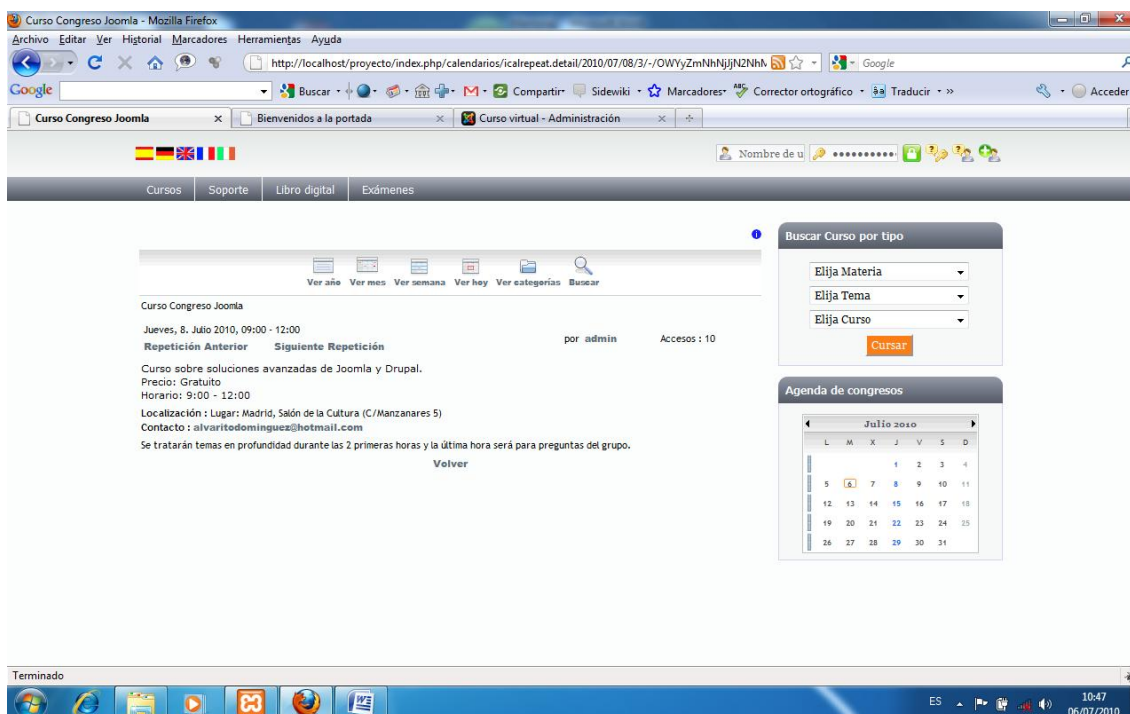 Curso Congreso Joomla - Mozilla Firefox
Archivo Editar Ver Historial Marcadores Herramientas Ayuda
http://localhost/proyecto/index.php/calendarios/icalrepeat.detail/2010/07/08/3/-/ Google
Google Buscar Compartir Sidewiki Marcadores Corrector ortográfico Traducir Acceder
Curso Congreso Joomla Bienvenidos a la portada Curso virtual - Administración
Nombre de u
Cursos Soporte Libro digital Exámenes
Ver año Ver mes Ver semana Ver hoy Ver categorías Buscar
Curso Congreso Joomla
Jueves, 8. Julio 2010, 09:00 - 12:00
Repetición Anterior Siguiente Repetición
por admin Accesos : 10
Curso sobre soluciones avanzadas de Joomla y Drupal.
Precio: Gratuito
Horario: 9:00 - 12:00
Localización : Lugar: Madrid, Salón de la Cultura (C/Manzanares 5)
Contacto : alvaritodominguez@hotmail.com
Se tratarán temas en profundidad durante las 2 primeras horas y la última hora será para preguntas del grupo.
Volver
Buscar Curso por tipo
Elija Materia
Elija Tema
Elija Curso
Cursar
Agenda de congresos
Julio 2010
L M X J V S D
1 2 3 4
5 6 7 8 9 10 11
12 13 14 15 16 17 18
19 20 21 22 23 24 25
26 27 28 29 30 31
Terminado
ES 10:47
06/07/2010